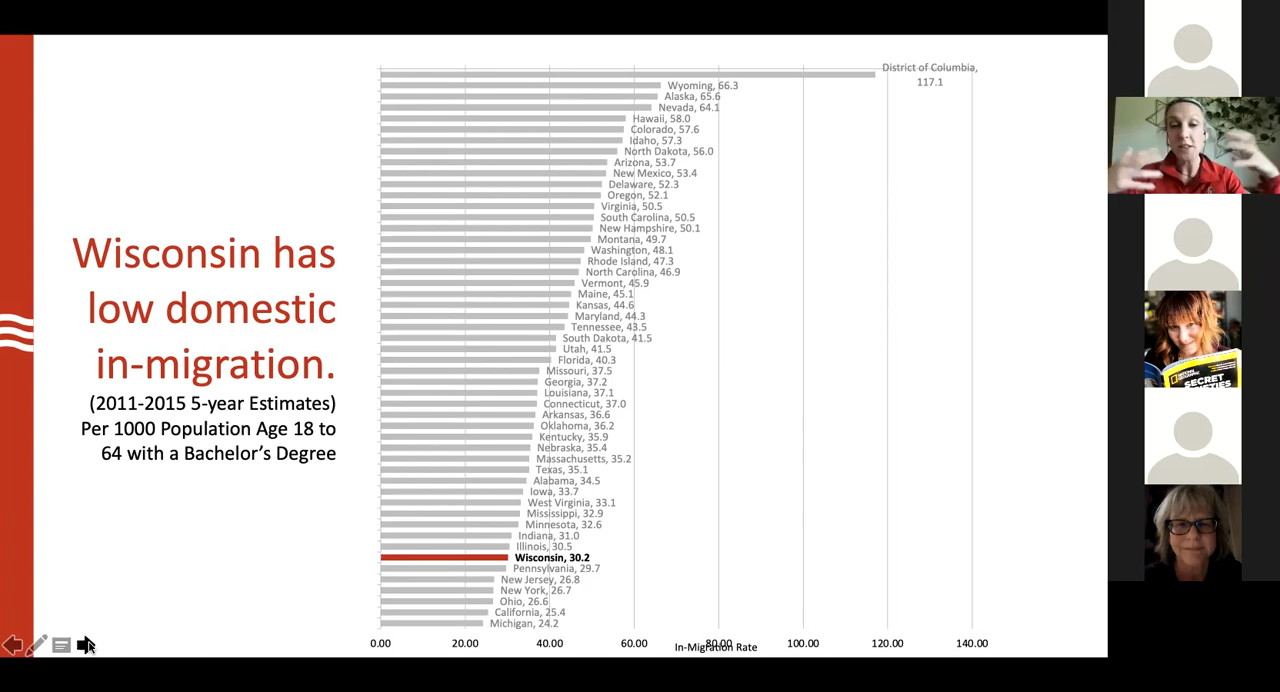 Wisconsin has
low domestic
in-migration.
(2011-2015 5-year Estimates)
Per 1000 Population Age 18 to
64 with a Bachelor's Degree
District of Columbia,
117.1
Wyoming, 66.3
Alaska, 65.6
Nevada, 64.1
Hawaii, 58.0
Colorado, 57.6
Idaho, 57.3
North Dakota, 56.0
Arizona, 53.7
New Mexico, 53.4
Delaware, 52.3
Oregon, 52.1
Virginia, 50.5
South Carolina, 50.5
New Hampshire, 50.1
Montana, 49.7
Washington, 48.1
Rhode Island, 47.3
North Carolina, 46.9
Vermont, 45.9
Maine, 45.1
Kansas, 44.6
Maryland, 44.3
Tennessee, 43.5
South Dakota, 41.5
Utah, 41.5
Florida, 40.3
Missouri, 37.5
Georgia, 37.2
Louisiana, 37.1
Connecticut, 37.0
Arkansas, 36.6
Oklahoma, 36.2
Kentucky, 35.9
Nebraska, 35.4
Massachusetts, 35.2
Texas, 35.1
Alabama, 34.5
Iowa, 33.7
West Virginia, 33.1
Mississippi, 32.9
Minnesota, 32.6
Indiana, 31.0
Illinois, 30.5
Wisconsin, 30.2
Pennsylvania, 29.7
New Jersey, 26.8
New York, 26.7
Ohio, 26.6
California, 25.4
Michigan, 24.2
0.00 20.00 40.00 60.00 80.00 100.00 120.00 140.00
In-Migration Rate
NATIONAL GEOGRAPHIC
SECRET